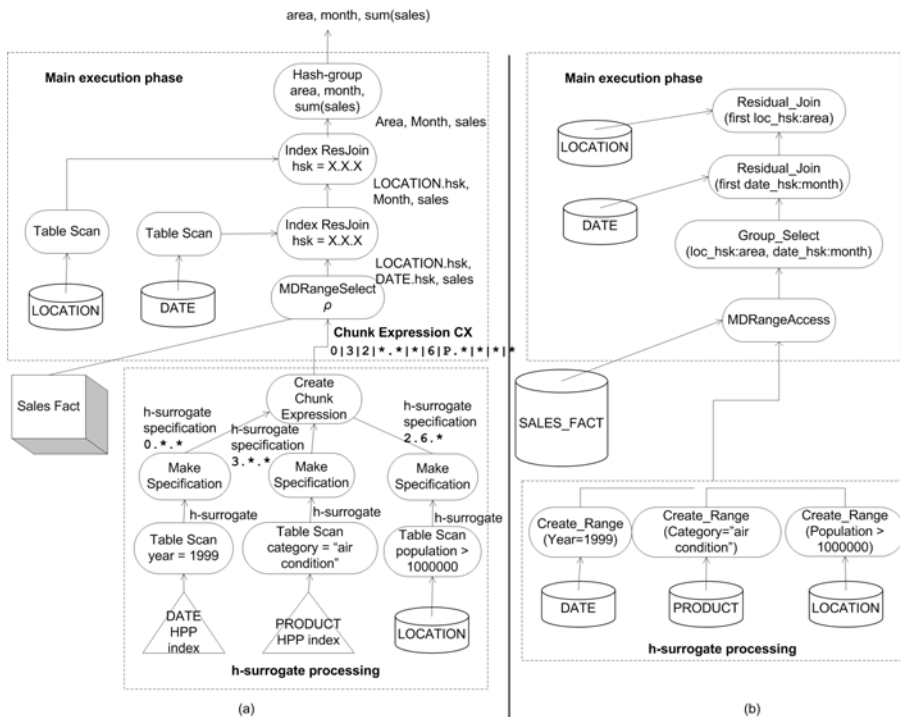 area, month, sum(sales)
Main execution phase
Hash-group
area, month,
sum(sales)
Area, Month, sales
Index ResJoin
hsk = X.X.X
LOCATION.hsk,
Month, sales
Table Scan
Table Scan
Index ResJoin
hsk = X.X.X
LOCATION.hsk,
DATE.hsk, sales
LOCATION
DATE
MDRangeSelect
ρ
Chunk Expression CX
0|3|2|*.*|*|6|P.*|*|*|*
Sales Fact
Create
Chunk
Expression
h-surrogate
specification
0.*.*
h-surrogate
specification
3.*.*
h-surrogate
specification
2.6.*
Make
Specification
Make
Specification
Make
Specification
h-surrogate
h-surrogate
h-surrogate
Table Scan
year = 1999
Table Scan
category = "air
condition"
Table Scan
population >
1000000
DATE
HPP
index
PRODUCT
HPP index
LOCATION
h-surrogate processing
(a)
Main execution phase
Residual_Join
(first loc_hsk:area)
LOCATION
Residual_Join
(first date_hsk:month)
DATE
Group_Select
(loc_hsk:area, date_hsk:month)
MDRangeAccess
SALES_FACT
Create_Range
(Year=1999)
Create_Range
(Category="air
condition")
Create_Range
(Population >
1000000)
DATE
PRODUCT
LOCATION
h-surrogate processing
(b)